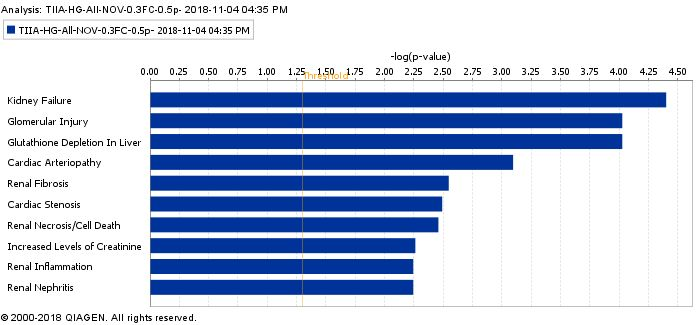 Analysis: TIIA-HG-All-NOV-0.3FC-0.5p- 2018-11-04 04:35 PM
TIIA-HG-All-NOV-0.3FC-0.5p- 2018-11-04 04:35 PM
-log(p-value)
0.00 0.25 0.50 0.75 1.00 1.25 1.50 1.75 2.00 2.25 2.50 2.75 3.00 3.25 3.50 3.75 4.00 4.25 4.50
Threshold
Kidney Failure
Glomerular Injury
Glutathione Depletion In Liver
Cardiac Arteriopathy
Renal Fibrosis
Cardiac Stenosis
Renal Necrosis/Cell Death
Increased Levels of Creatinine
Renal Inflammation
Renal Nephritis
© 2000-2018 QIAGEN. All rights reserved.